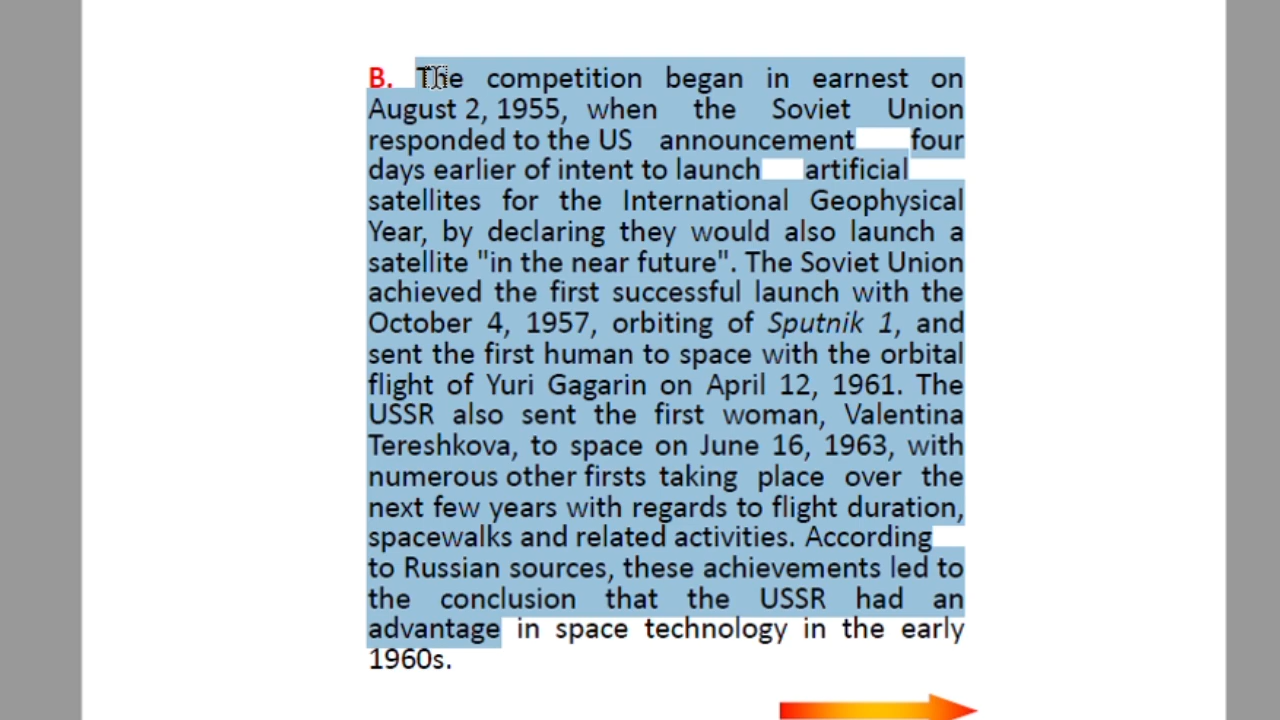 B. The competition began in earnest on
August 2, 1955, when the Soviet Union
responded to the US announcement four
days earlier of intent to launch artificial
satellites for the International Geophysical
Year, by declaring they would also launch a
satellite "in the near future". The Soviet Union
achieved the first successful launch with the
October 4, 1957, orbiting of Sputnik 1, and
sent the first human to space with the orbital
flight of Yuri Gagarin on April 12, 1961. The
USSR also sent the first woman, Valentina
Tereshkova, to space on June 16, 1963, with
numerous other firsts taking place over the
next few years with regards to flight duration,
spacewalks and related activities. According
to Russian sources, these achievements led to
the conclusion that the USSR had an
advantage in space technology in the early
1960s.